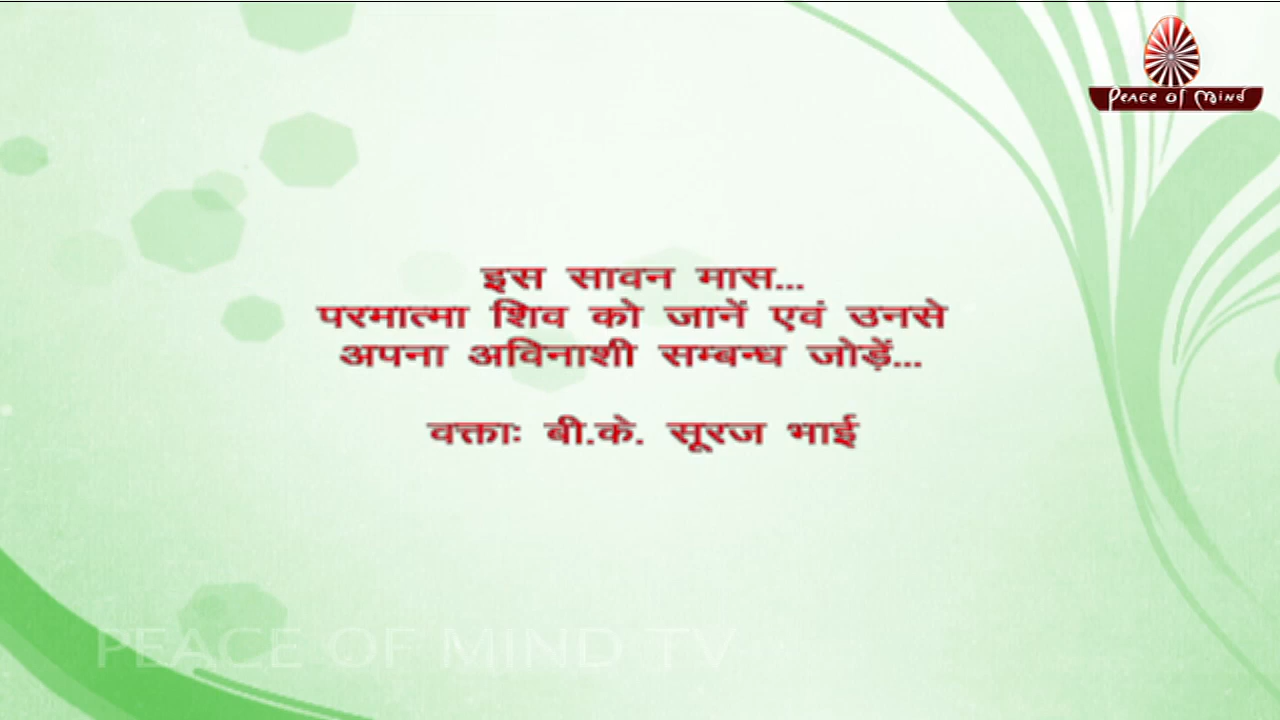 Peace of Mind
इस सावन मास...
परमात्मा शिव को जानें एवं उनसे
अपना अविनाशी सम्बन्ध जोड़ें...
वक्ताः बी.के. सूरज भाई
PEACE OF MIND TV